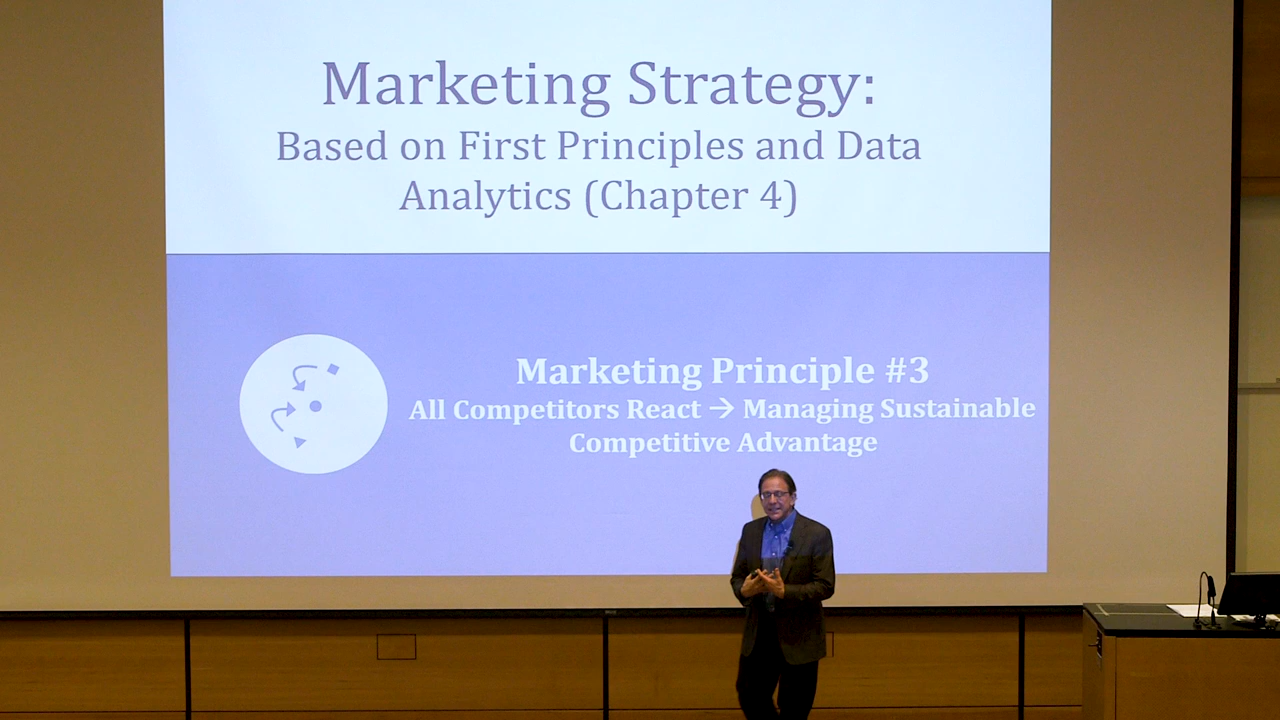 Marketing Strategy:
Based on First Principles and Data
Analytics (Chapter 4)
Marketing Principle #3
All Competitors React → Managing Sustainable
Competitive Advantage